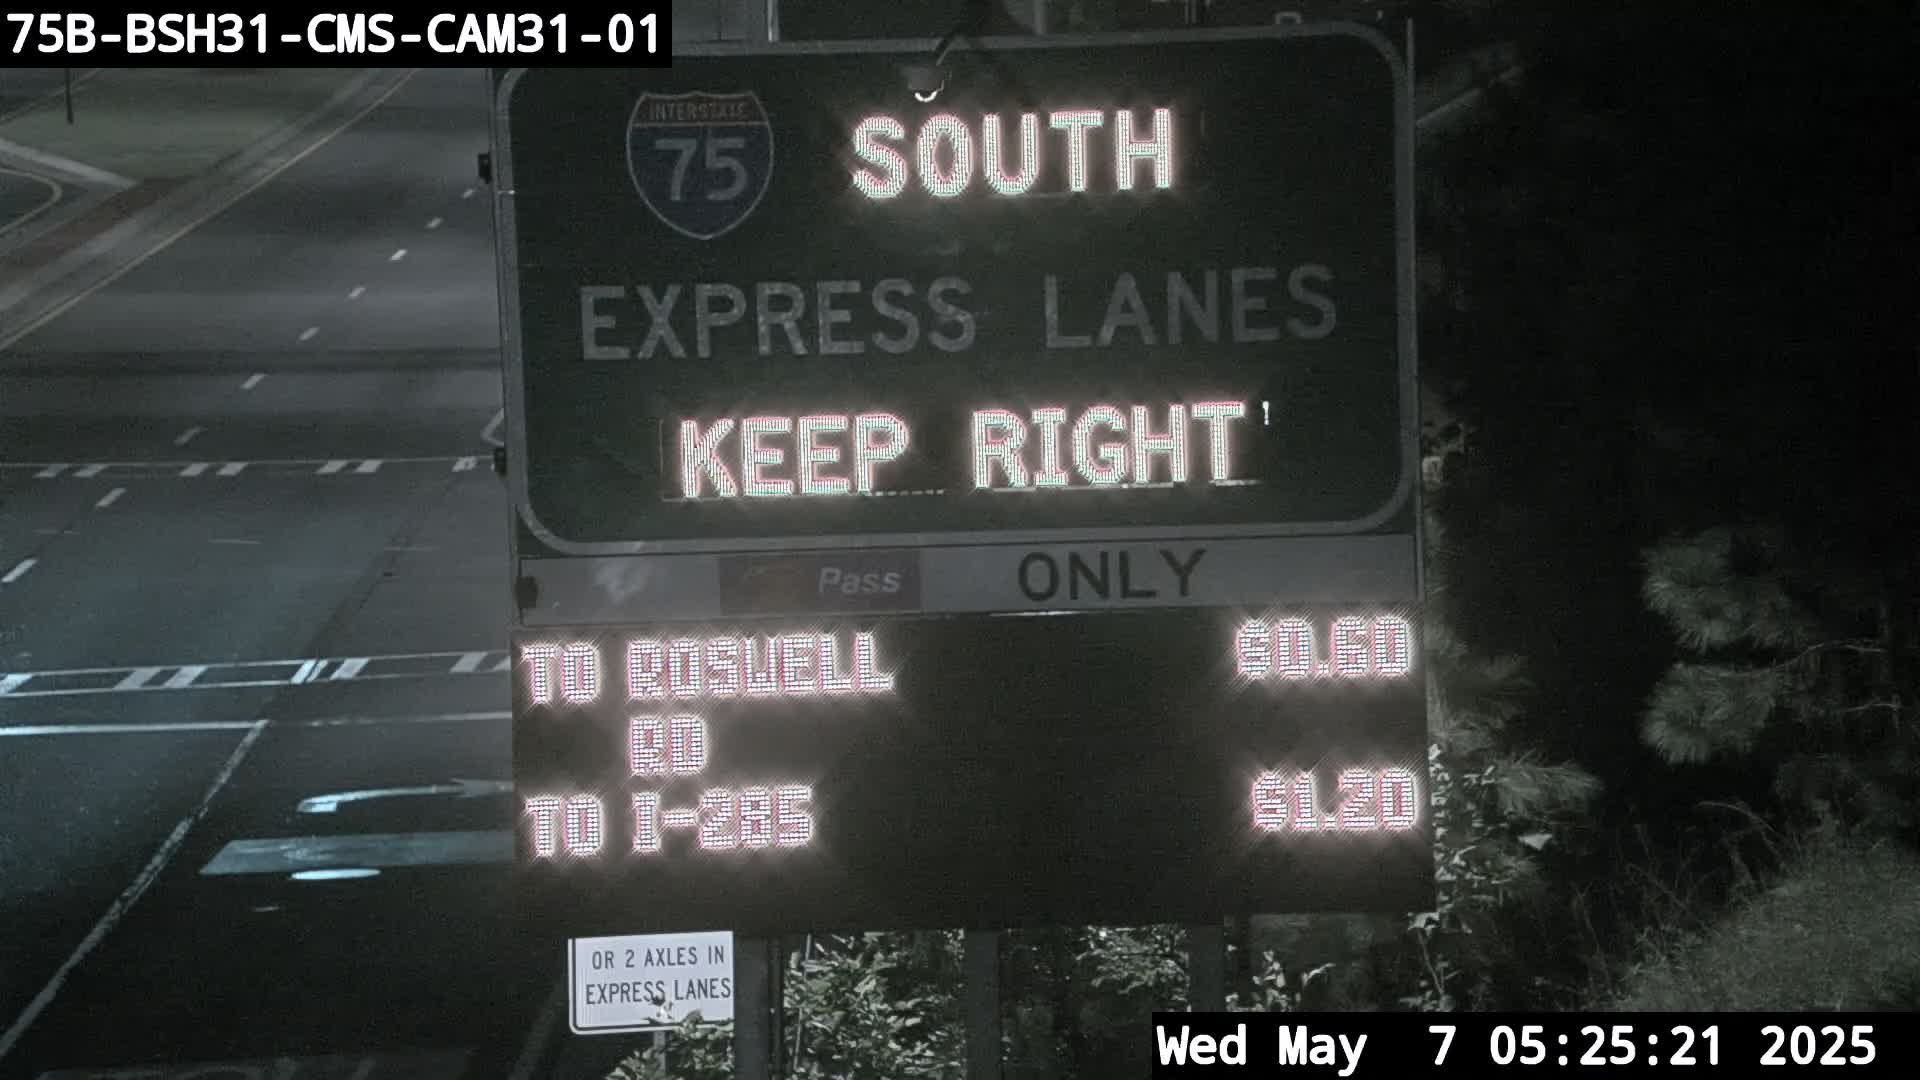 75B-BSH31-CMS-CAM31-01
INTERSTATE
75
SOUTH
EXPRESS LANES
KEEP RIGHT
Pass ONLY
TO ROSWELL $0.60
RD
TO I-285 $1.20
OR 2 AXLES IN
EXPRESS LANES
Wed May 7 05:25:21 2025